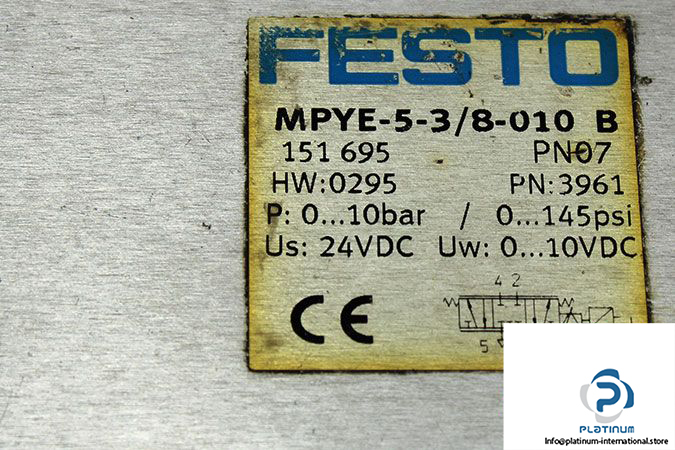 FESTO
MPYE-5-3/8-010 B
151 695 PN07
HW:0295 PN:3961
P: 0...10bar / 0...145psi
Us: 24VDC Uw: 0...10VDC
4 2
CE
5
PLATINUM
Info@platinum-international.store